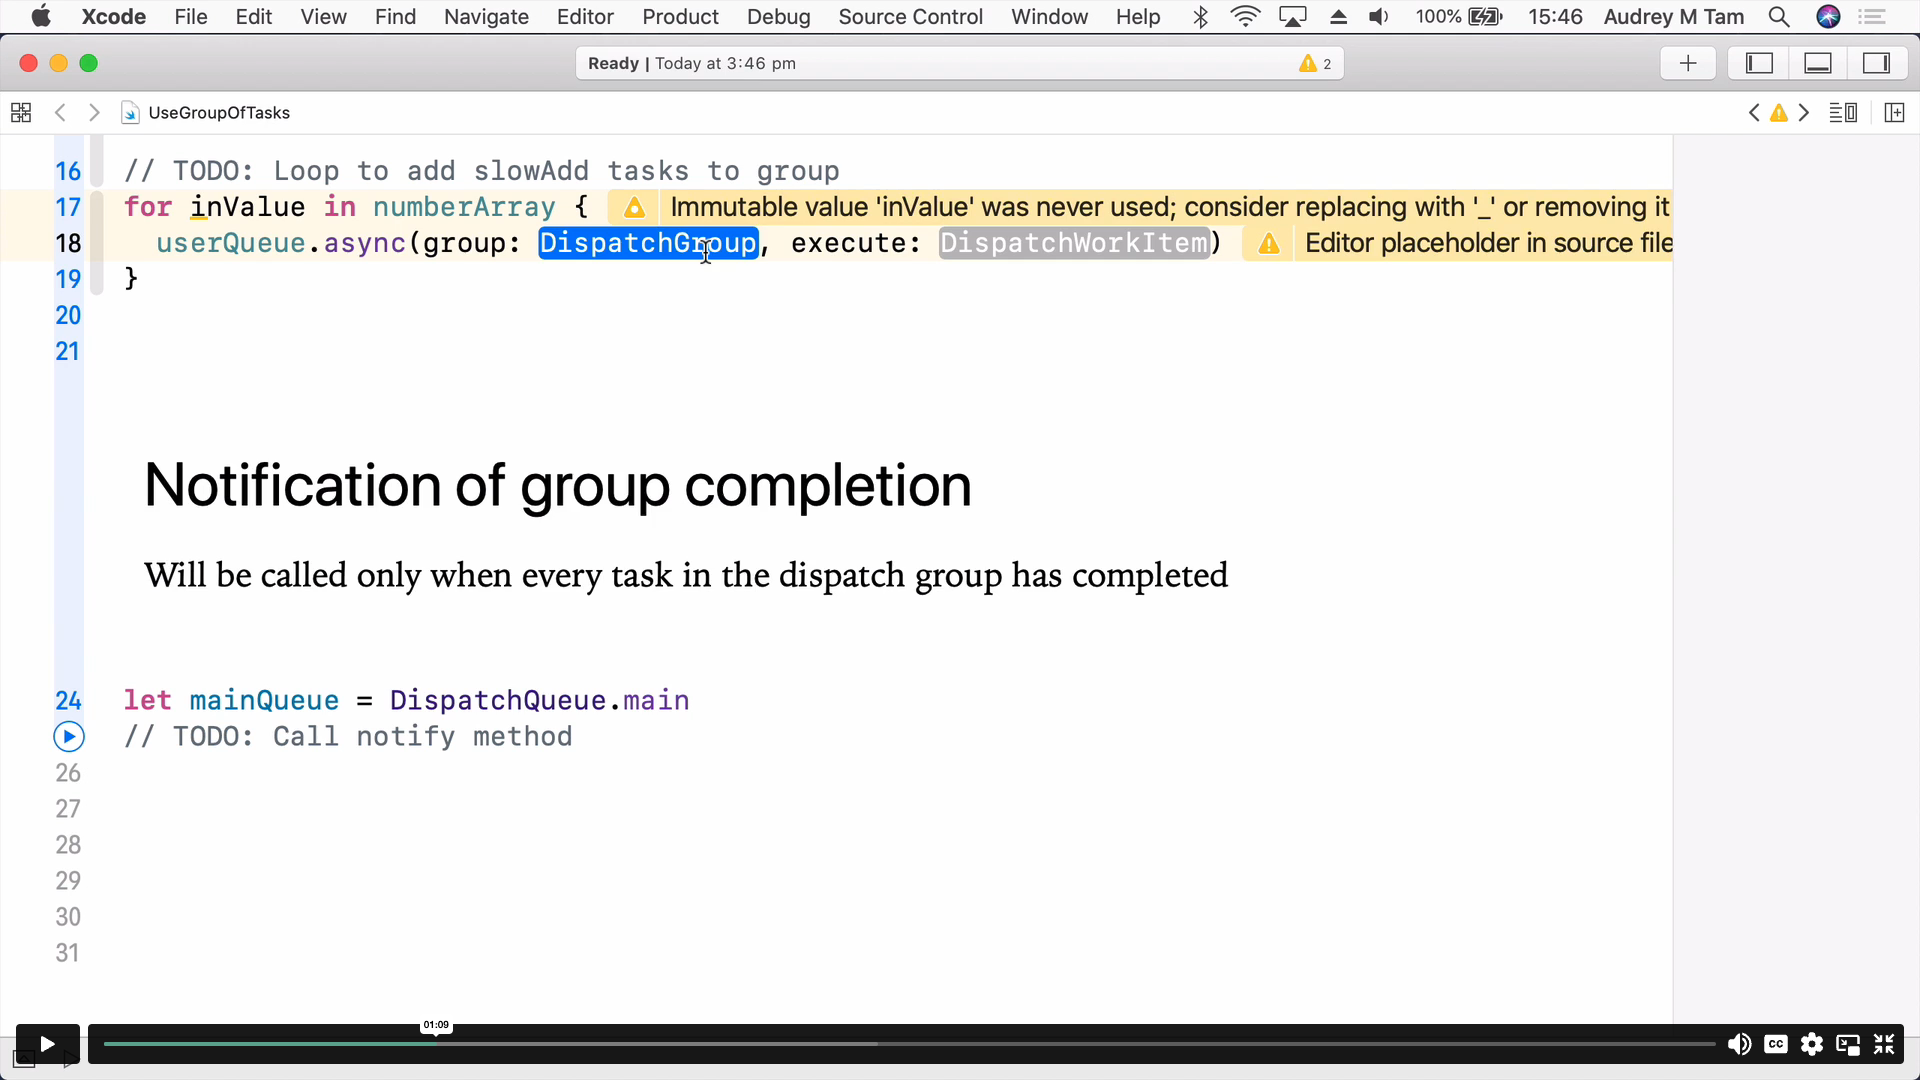 Xcode File Edit View Find Navigate Editor Product Debug Source Control Window Help 100% 15:46 Audrey M Tam
Ready | Today at 3:46 pm 2
UseGroupOfTasks
16 // TODO: Loop to add slowAdd tasks to group
17 for inValue in numberArray { Immutable value 'inValue' was never used; consider replacing with '_' or removing it
18 userQueue.async(group: DispatchGroup, execute: DispatchWorkItem) Editor placeholder in source file
19 }
20
21
Notification of group completion
Will be called only when every task in the dispatch group has completed
24 let mainQueue = DispatchQueue.main
// TODO: Call notify method
26
27
28
29
30
31
01:09
CC